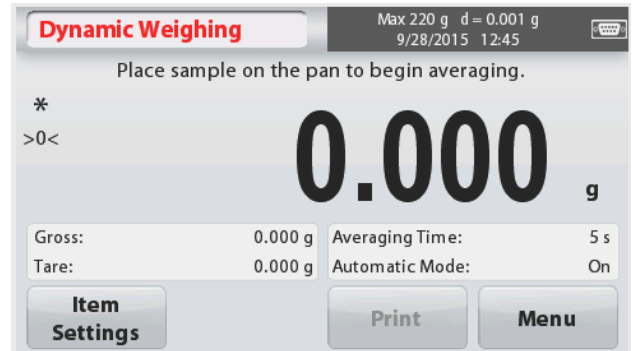 Dynamic Weighing
Max 220 g d = 0.001 g
9/28/2015 12:45
Place sample on the pan to begin averaging.
*
>0<
0.000 g
Gross: 0.000 g
Tare: 0.000 g
Averaging Time: 5 s
Automatic Mode: On
Item
Settings
Print
Menu